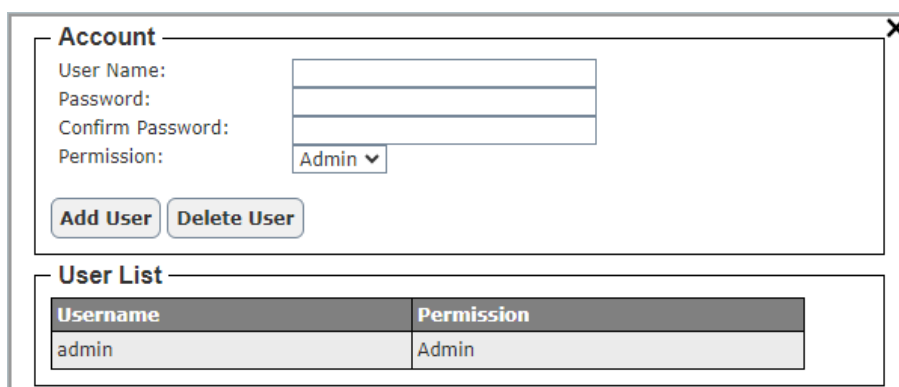 Account
User Name:
Password:
Confirm Password:
Permission: Admin
Add User Delete User
User List
Username Permission
admin Admin